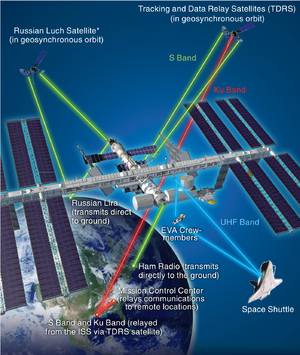 Tracking and Data Relay Satellites (TDRS)
(in geosynchronous orbit)
Russian Luch Satellite*
(in geosynchronous orbit)
S Band
Ku Band
Russian Lira
(transmits direct
to ground)
EVA Crew-
members
UHF Band
Ham Radio (transmits
directly to the ground)
Mission Control Center
(relays communications
to remote locations)
Space Shuttle
S Band and Ku Band (relayed
from the ISS via TDRS satellite)